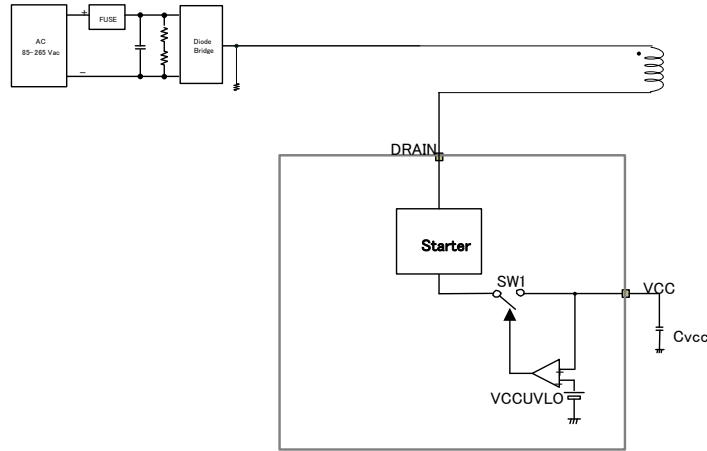 +
FUSE
AC
85-265 Vac
Diode
Bridge
−
DRAIN
Starter
SW1
VCC
Cvcc
+
−
VCCUVLO